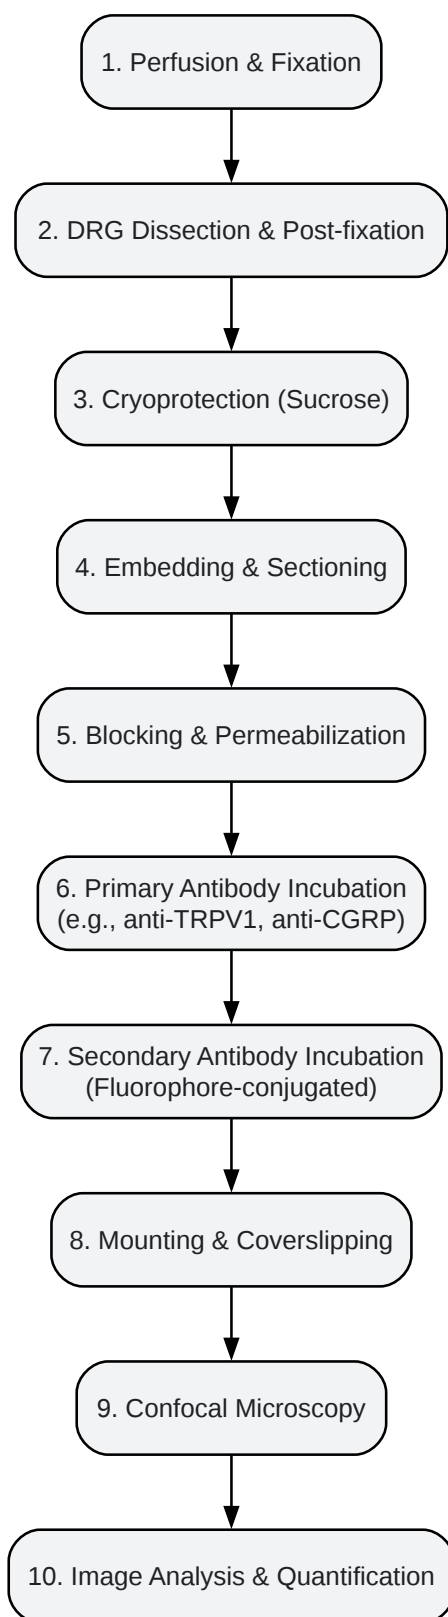 1. Perfusion & Fixation
2. DRG Dissection & Post-fixation
3. Cryoprotection (Sucrose)
4. Embedding & Sectioning
5. Blocking & Permeabilization
6. Primary Antibody Incubation
(e.g., anti-TRPV1, anti-CGRP)
7. Secondary Antibody Incubation
(Fluorophore-conjugated)
8. Mounting & Coverslipping
9. Confocal Microscopy
10. Image Analysis & Quantification